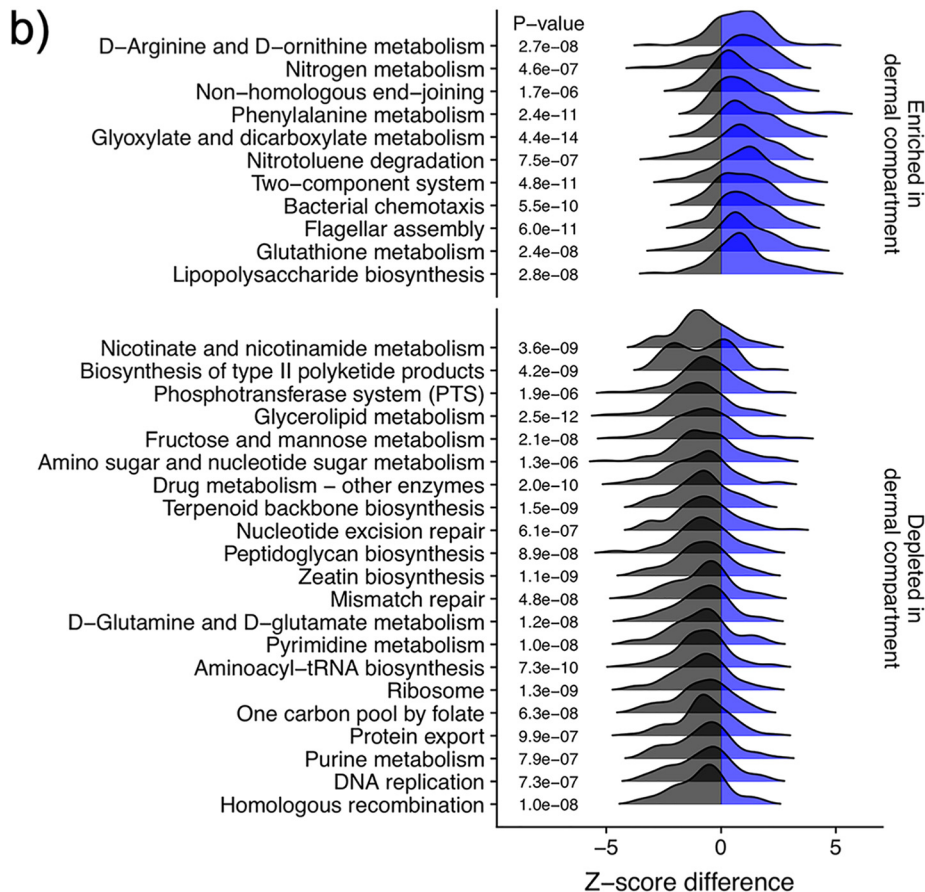 b)
P−value
D−Arginine and D−ornithine metabolism 2.7e−08
Nitrogen metabolism 4.6e−07
Non−homologous end−joining 1.7e−06
Phenylalanine metabolism 2.4e−11
Glyoxylate and dicarboxylate metabolism 4.4e−14
Nitrotoluene degradation 7.5e−07
Two−component system 4.8e−11
Bacterial chemotaxis 5.5e−10
Flagellar assembly 6.0e−11
Glutathione metabolism 2.4e−08
Lipopolysaccharide biosynthesis 2.8e−08
Enriched in
dermal compartment
Nicotinate and nicotinamide metabolism 3.6e−09
Biosynthesis of type II polyketide products 4.2e−09
Phosphotransferase system (PTS) 1.9e−06
Glycerolipid metabolism 2.5e−12
Fructose and mannose metabolism 2.1e−08
Amino sugar and nucleotide sugar metabolism 1.3e−06
Drug metabolism − other enzymes 2.0e−10
Terpenoid backbone biosynthesis 1.5e−09
Nucleotide excision repair 6.1e−07
Peptidoglycan biosynthesis 8.9e−08
Zeatin biosynthesis 1.1e−09
Mismatch repair 4.8e−08
D−Glutamine and D−glutamate metabolism 1.2e−08
Pyrimidine metabolism 1.0e−08
Aminoacyl−tRNA biosynthesis 7.3e−10
Ribosome 1.3e−09
One carbon pool by folate 6.3e−08
Protein export 9.9e−07
Purine metabolism 7.9e−07
DNA replication 7.3e−07
Homologous recombination 1.0e−08
Depleted in
dermal compartment
−5 0 5
Z−score difference